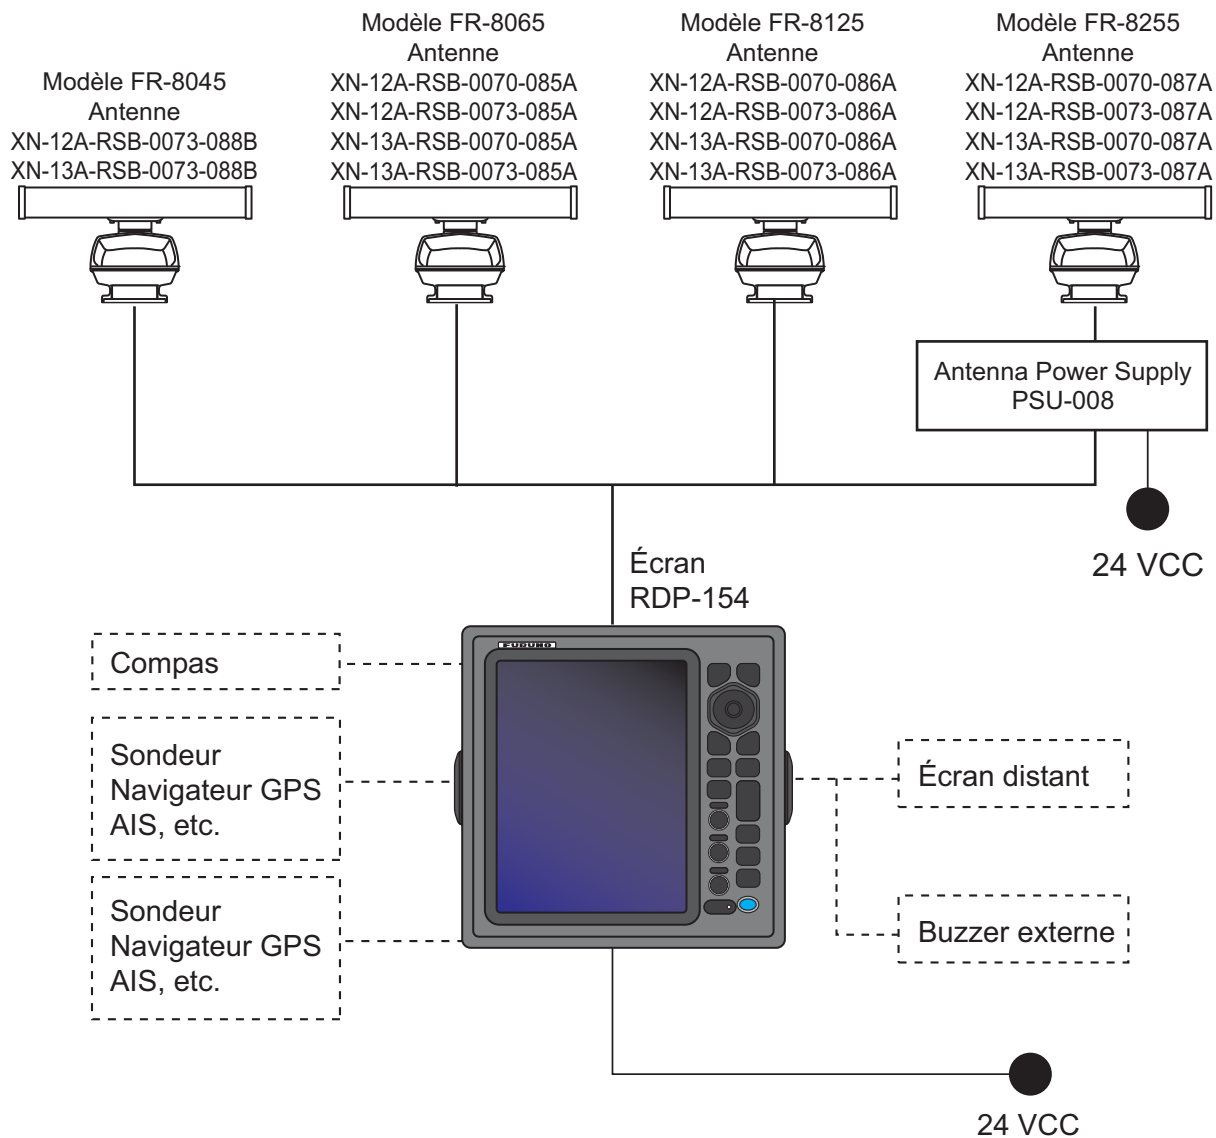 Modèle FR-8045
Antenne
XN-12A-RSB-0073-088B
XN-13A-RSB-0073-088B
Modèle FR-8065
Antenne
XN-12A-RSB-0070-085A
XN-12A-RSB-0073-085A
XN-13A-RSB-0070-085A
XN-13A-RSB-0073-085A
Modèle FR-8125
Antenne
XN-12A-RSB-0070-086A
XN-12A-RSB-0073-086A
XN-13A-RSB-0070-086A
XN-13A-RSB-0073-086A
Modèle FR-8255
Antenne
XN-12A-RSB-0070-087A
XN-12A-RSB-0073-087A
XN-13A-RSB-0070-087A
XN-13A-RSB-0073-087A
Antenna Power Supply
PSU-008
24 VCC
Écran
RDP-154
FURUNO
Compas
Sondeur
Navigateur GPS
AIS, etc.
Sondeur
Navigateur GPS
AIS, etc.
Écran distant
Buzzer externe
24 VCC